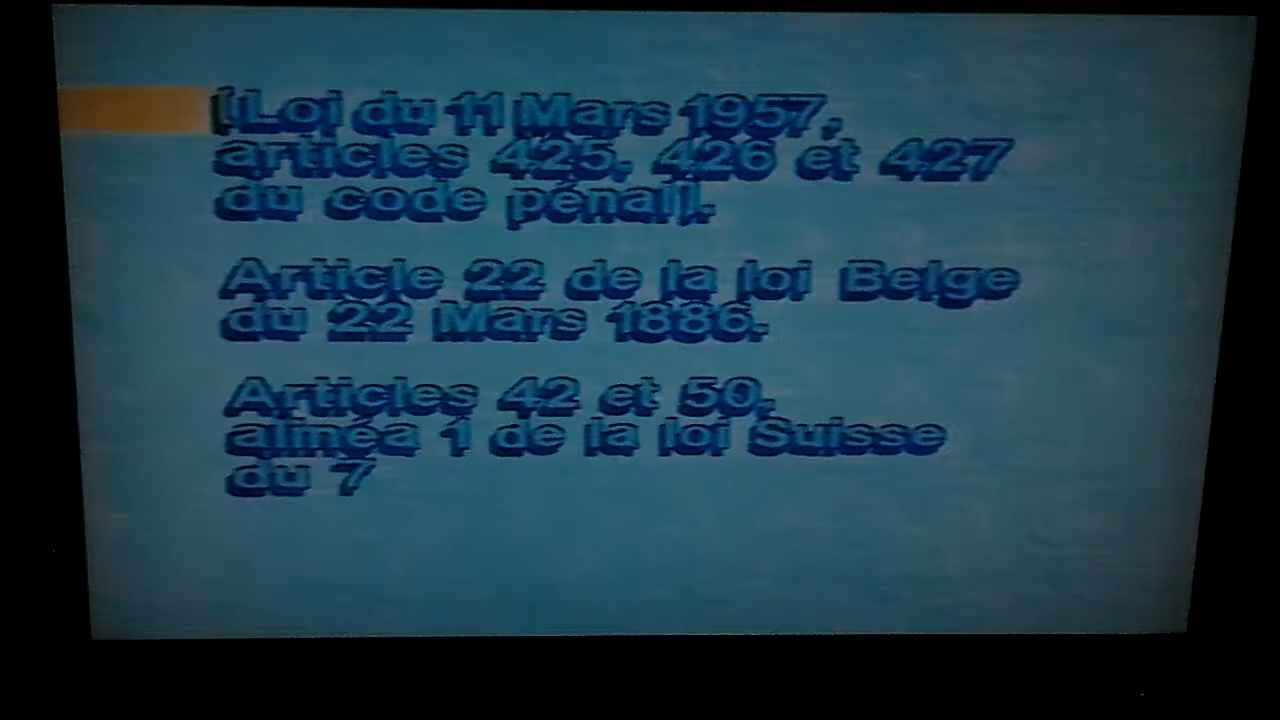 (Loi du 11 Mars 1957,
articles 425, 426 et 427
du code pénal).
Article 22 de la loi Belge
du 22 Mars 1886.
Articles 42 et 50,
alinéa 1 de la loi Suisse
du 7